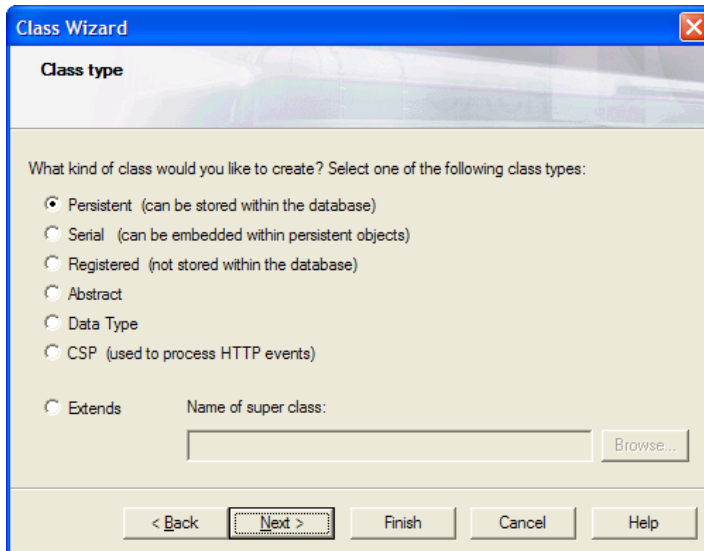 Class Wizard
Class type
What kind of class would you like to create? Select one of the following class types:
Persistent (can be stored within the database)
Serial (can be embedded within persistent objects)
Registered (not stored within the database)
Abstract
Data Type
CSP (used to process HTTP events)
Extends Name of super class:
Browse...
< Back Next > Finish Cancel Help